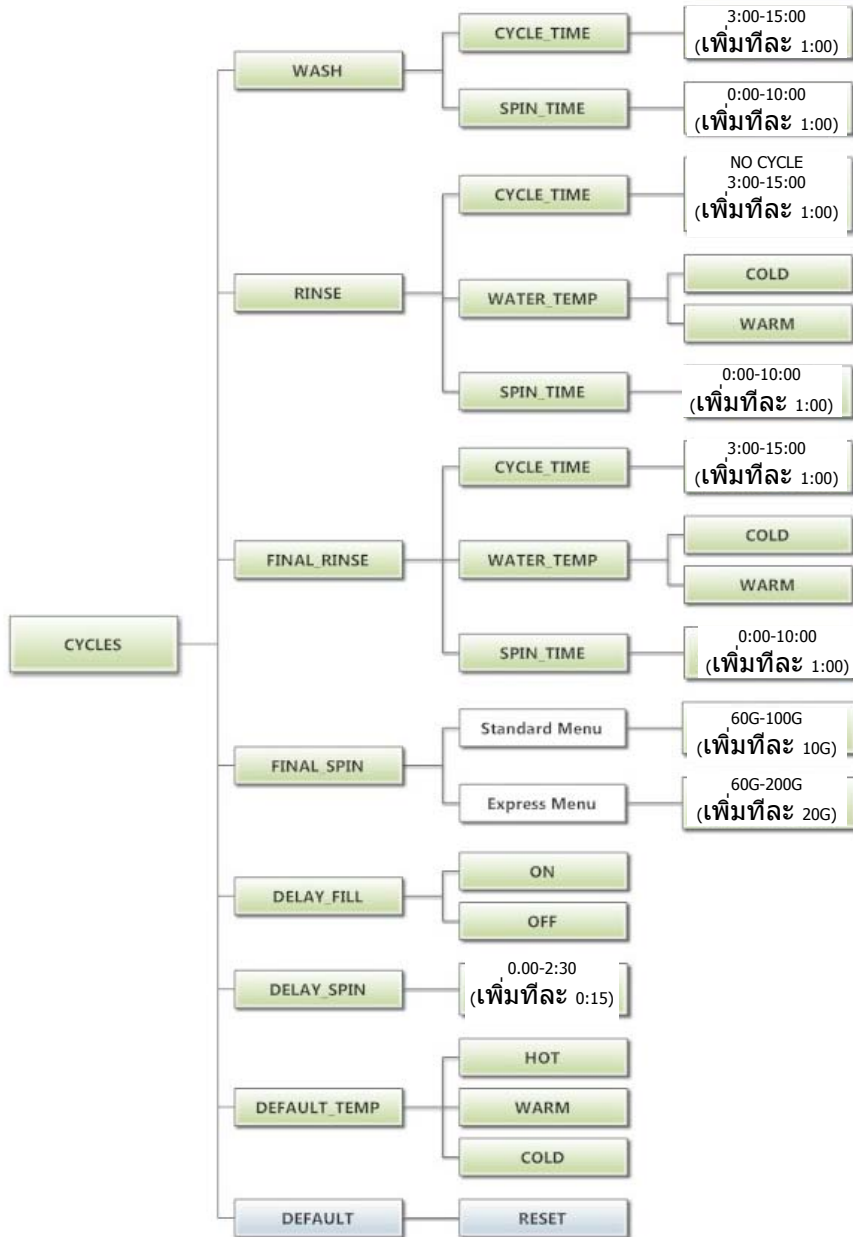 CYCLES
WASH
CYCLE_TIME
3:00-15:00
(เพิ่มทีละ 1:00)
SPIN_TIME
0:00-10:00
(เพิ่มทีละ 1:00)
RINSE
CYCLE_TIME
NO CYCLE
3:00-15:00
(เพิ่มทีละ 1:00)
WATER_TEMP
COLD
WARM
SPIN_TIME
0:00-10:00
(เพิ่มทีละ 1:00)
FINAL_RINSE
CYCLE_TIME
3:00-15:00
(เพิ่มทีละ 1:00)
WATER_TEMP
COLD
WARM
SPIN_TIME
0:00-10:00
(เพิ่มทีละ 1:00)
FINAL_SPIN
Standard Menu
60G-100G
(เพิ่มทีละ 10G)
Express Menu
60G-200G
(เพิ่มทีละ 20G)
DELAY_FILL
ON
OFF
DELAY_SPIN
0.00-2:30
(เพิ่มทีละ 0:15)
DEFAULT_TEMP
HOT
WARM
COLD
DEFAULT
RESET